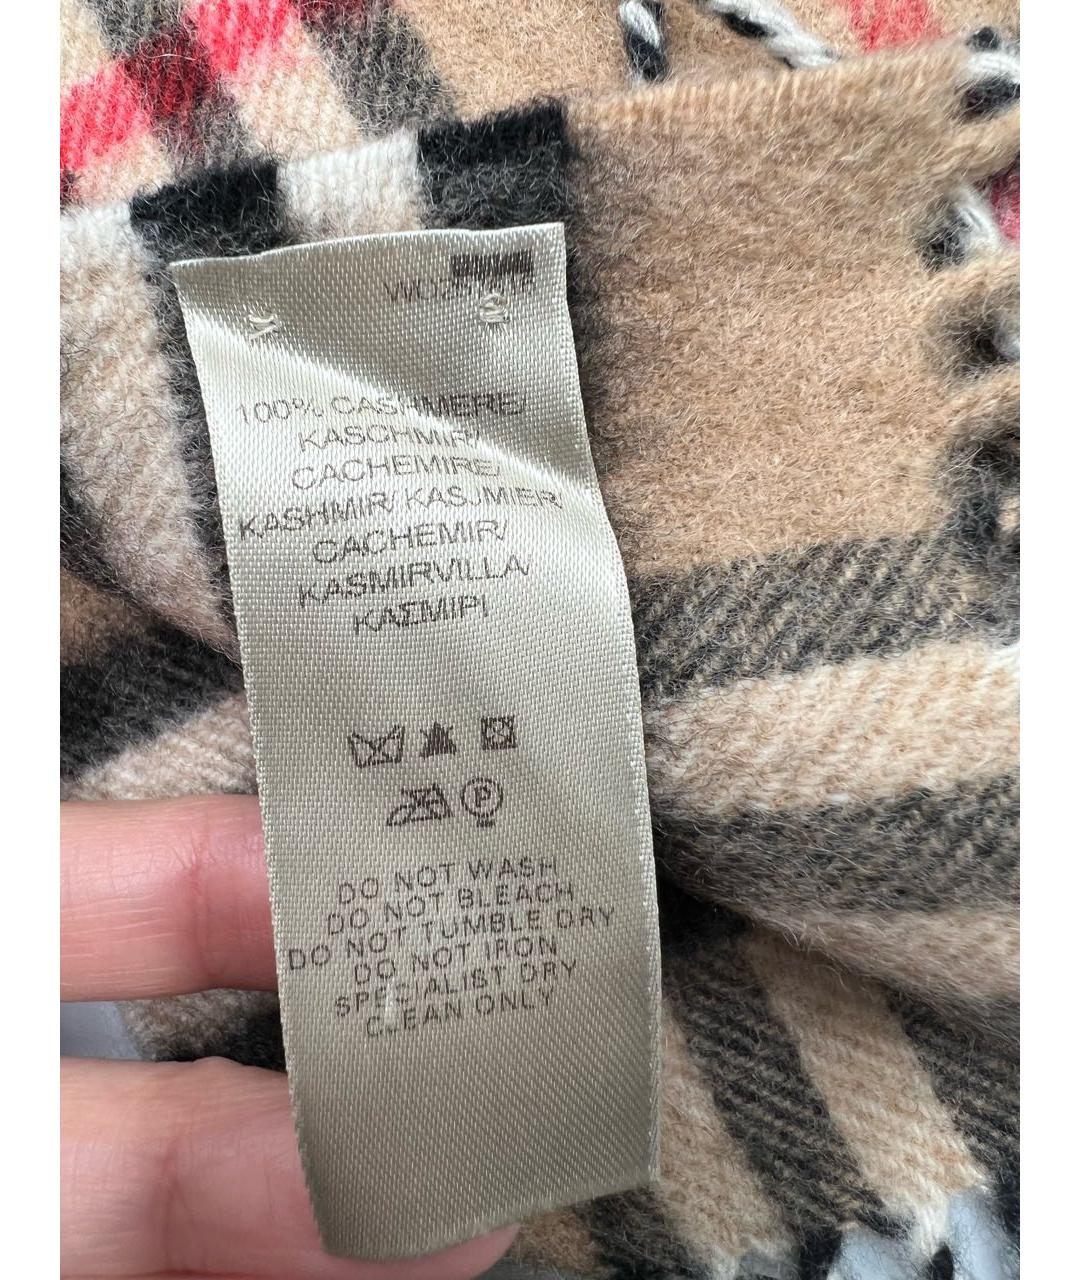 100% CASHMERE/
KASCHMIR/
CACHEMIRE/
KASHMIR/KASJMIER/
CACHEMIR/
KASMIRVILLA/
ΚΑΣΜΙΡΙ
P
DO NOT WASH
DO NOT BLEACH
DO NOT TUMBLE DRY
DO NOT IRON
SPECIALIST DRY
CLEAN ONLY